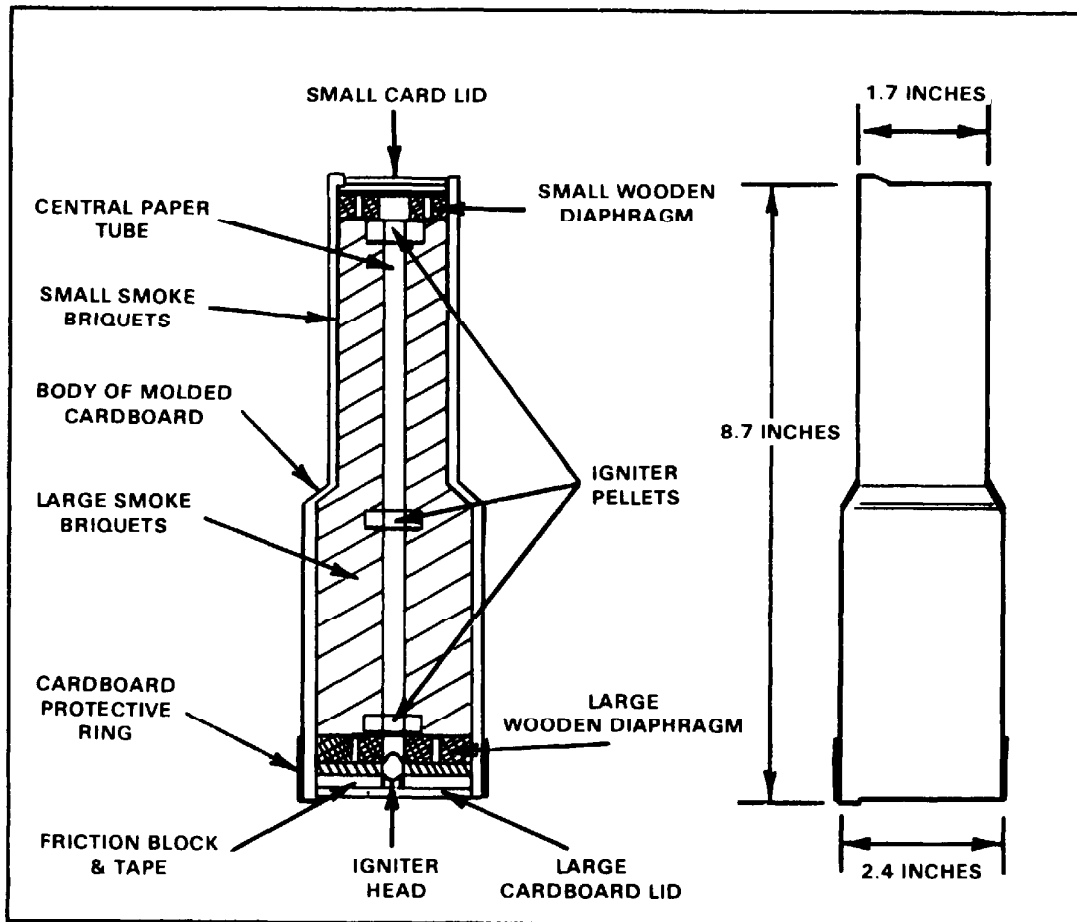 SMALL CARD LID
1.7 INCHES
CENTRAL PAPER
TUBE
SMALL WOODEN
DIAPHRAGM
SMALL SMOKE
BRIQUETS
BODY OF MOLDED
CARDBOARD
8.7 INCHES
LARGE SMOKE
BRIQUETS
IGNITER
PELLETS
CARDBOARD
PROTECTIVE
RING
LARGE
WOODEN DIAPHRAGM
FRICTION BLOCK
& TAPE
IGNITER
HEAD
LARGE
CARDBOARD LID
2.4 INCHES